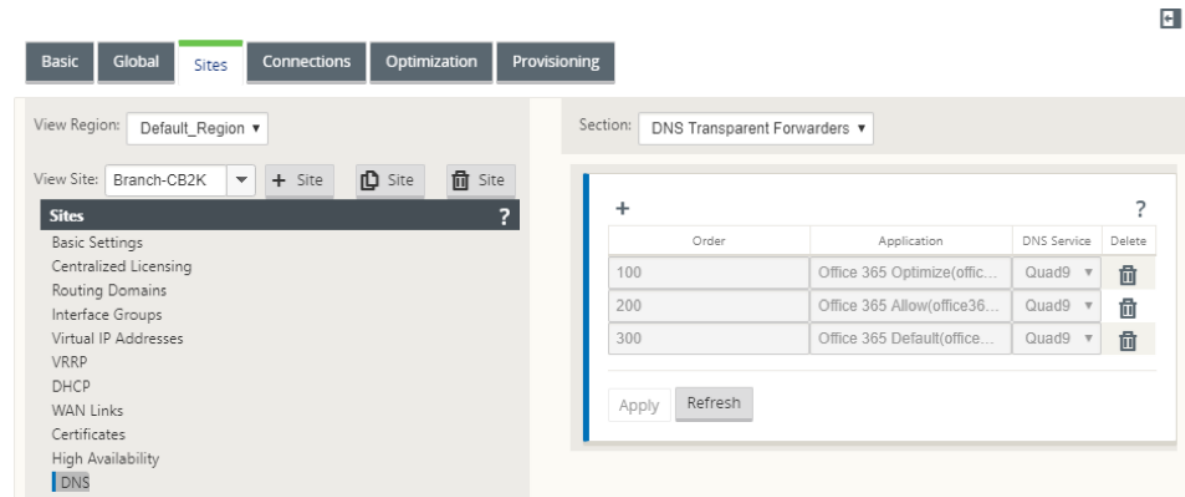 Basic Global Sites Connections Optimization Provisioning
View Region: Default_Region
View Site: Branch-CB2K + Site Site Site
Sites ?
Basic Settings
Centralized Licensing
Routing Domains
Interface Groups
Virtual IP Addresses
VRRP
DHCP
WAN Links
Certificates
High Availability
DNS
Section: DNS Transparent Forwarders
+ ?
Order Application DNS Service Delete
100 Office 365 Optimize(offic... Quad9
200 Office 365 Allow(office36... Quad9
300 Office 365 Default(office... Quad9
Apply Refresh